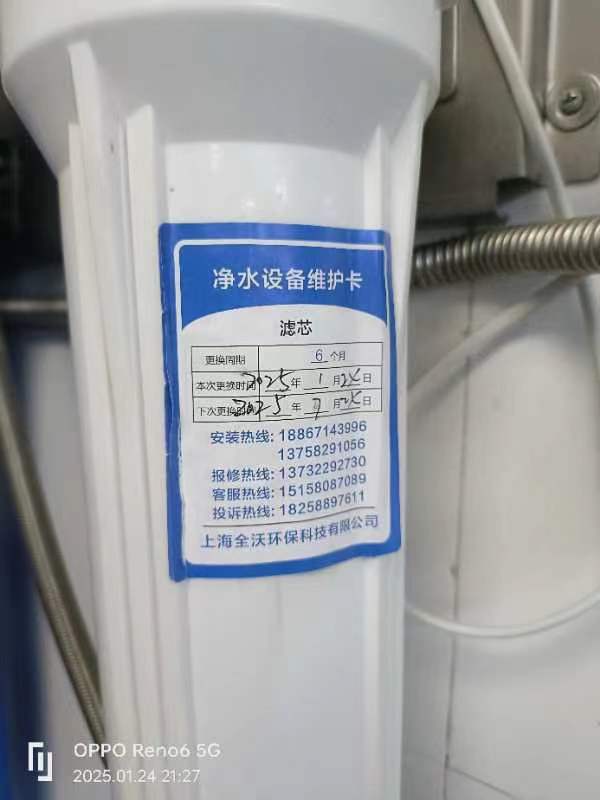 净水设备维护卡
滤芯
更换周期 6 个月
本次更换时间 2025 年 1 月 24 日
下次更换时间 2025 年 7 月 24 日
安装热线: 18867143996
13758291056
报修热线: 13732292730
客服热线: 15158087089
投诉热线: 18258897611
上海全沃环保科技有限公司
OPPO Reno6 5G
2025.01.24 21:27